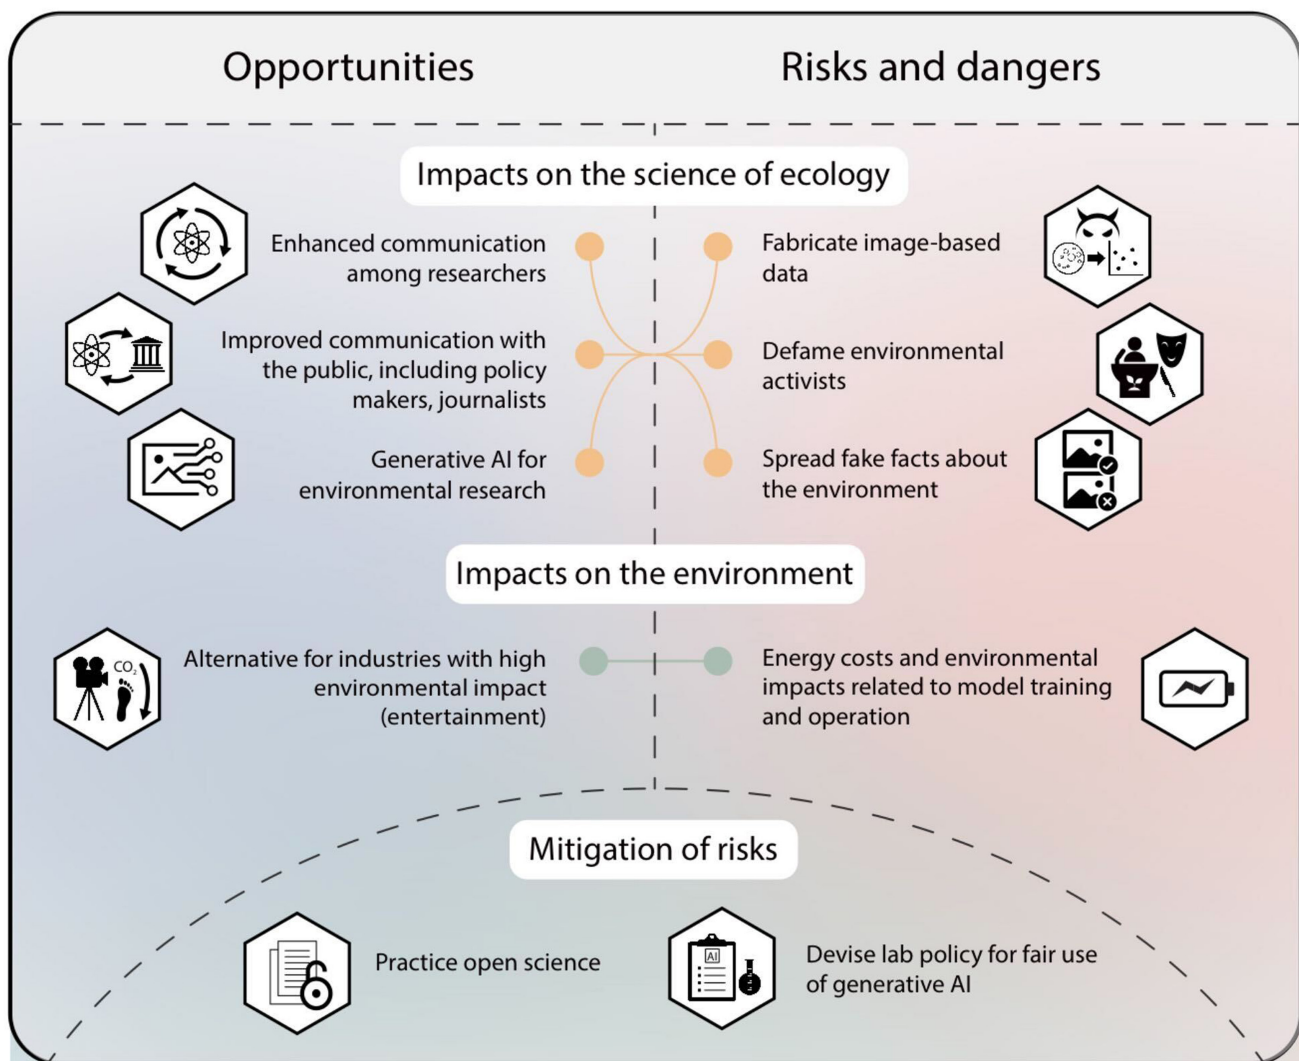 Opportunities
Risks and dangers
Impacts on the science of ecology
Enhanced communication
among researchers
Fabricate image-based
data
Improved communication with
the public, including policy
makers, journalists
Defame environmental
activists
Generative AI for
environmental research
Spread fake facts about
the environment
Impacts on the environment
CO₂
Alternative for industries with high
environmental impact
(entertainment)
Energy costs and environmental
impacts related to model training
and operation
Mitigation of risks
Practice open science
AI
Devise lab policy for fair use
of generative AI